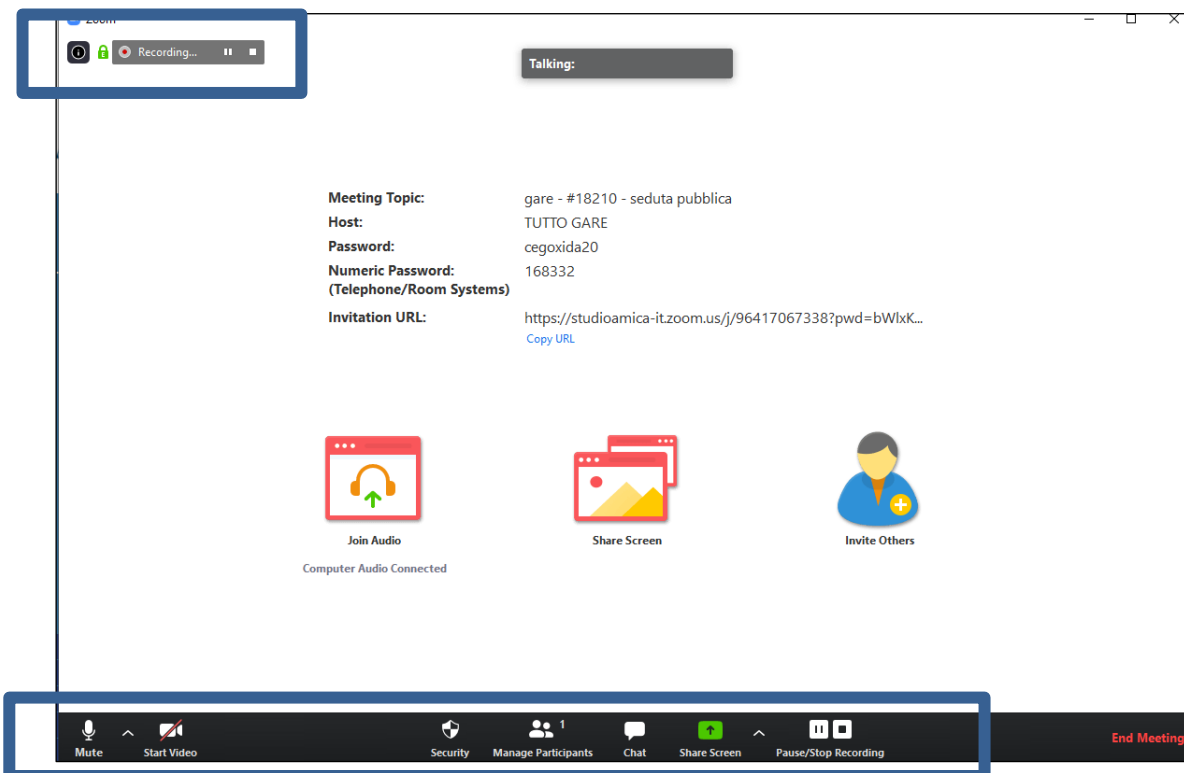 Zoom
Recording...
Talking:
Meeting Topic: gare - #18210 - seduta pubblica
Host: TUTTO GARE
Password: cegoxida20
Numeric Password: 168332
(Telephone/Room Systems)
Invitation URL: https://studioamica-it.zoom.us/j/96417067338?pwd=bWlxK...
Copy URL
Join Audio Share Screen Invite Others
Computer Audio Connected
1
Mute Start Video Security Manage Participants Chat Share Screen Pause/Stop Recording End Meeting